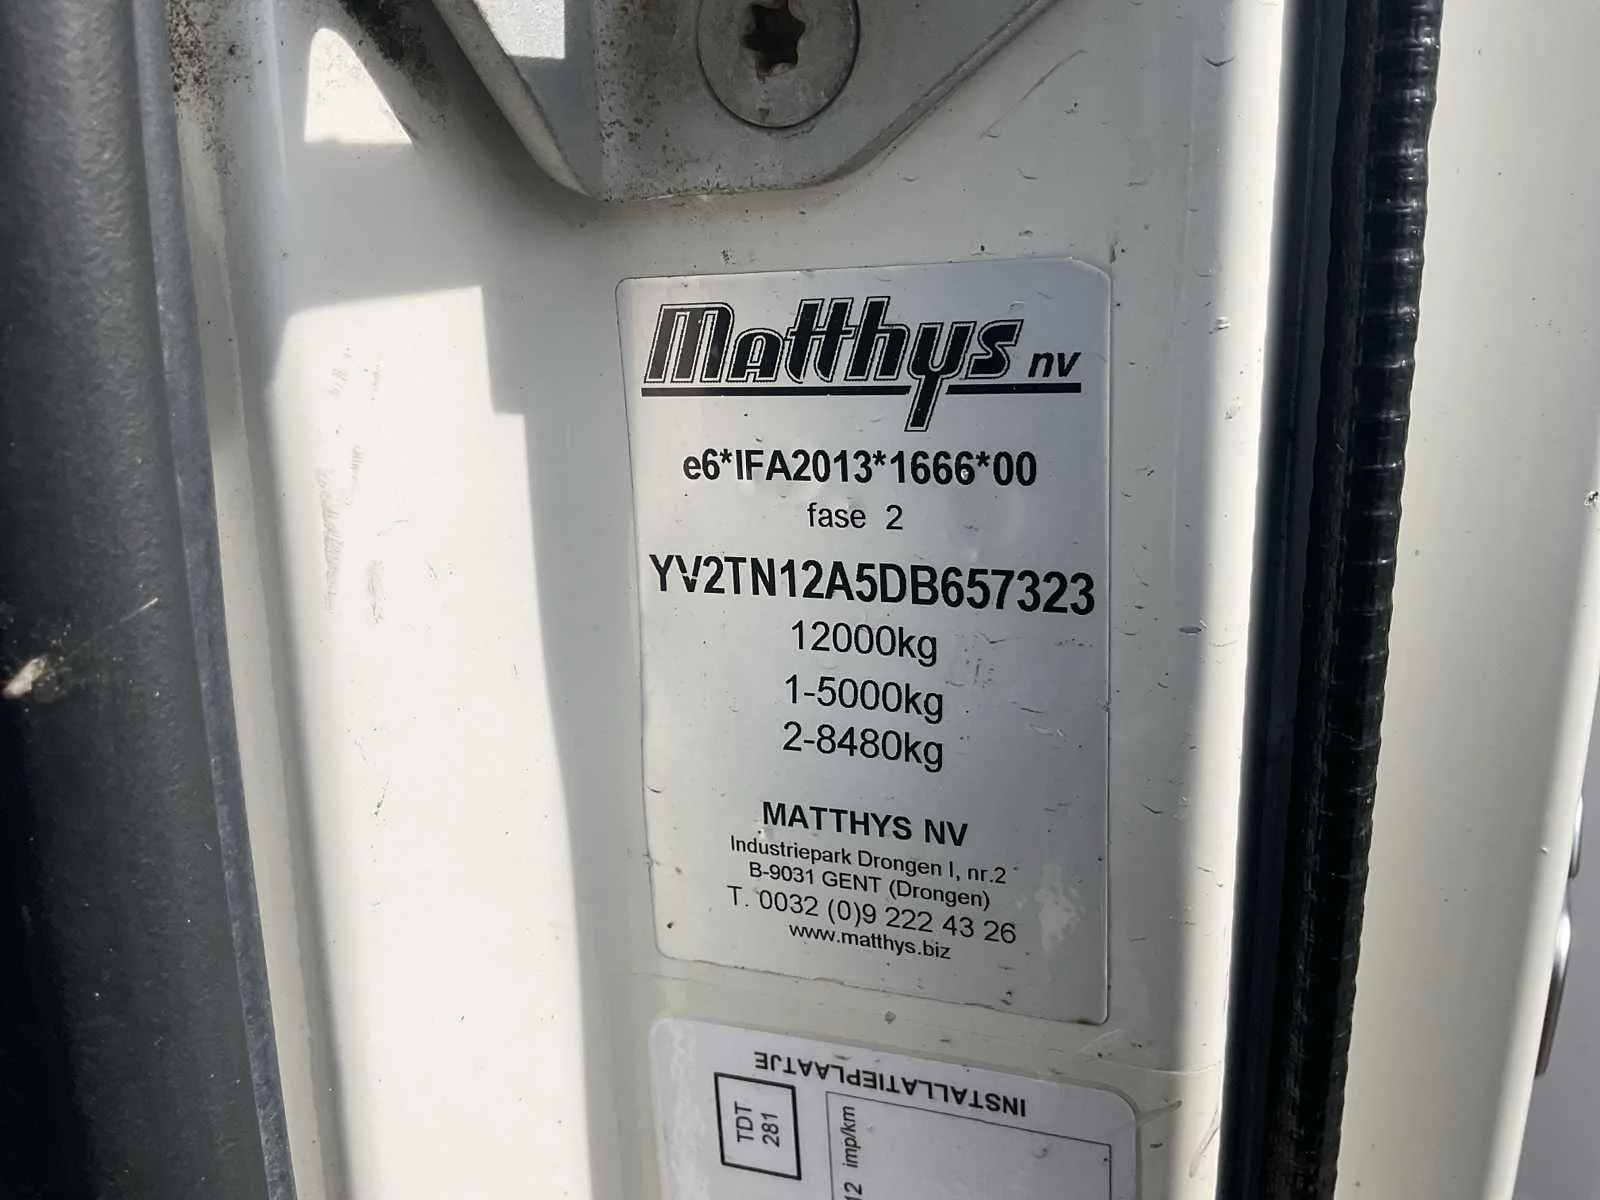 Matthys nv
e6*IFA2013*1666*00
fase 2
YV2TN12A5DB657323
12000kg
1-5000kg
2-8480kg
MATTHYS NV
Industriepark Drongen I, nr.2
B-9031 GENT (Drongen)
T. 0032 (0)9 222 43 26
www.matthys.biz
INSTALLATIEPLAATJE
TDT
281
12 imp/km